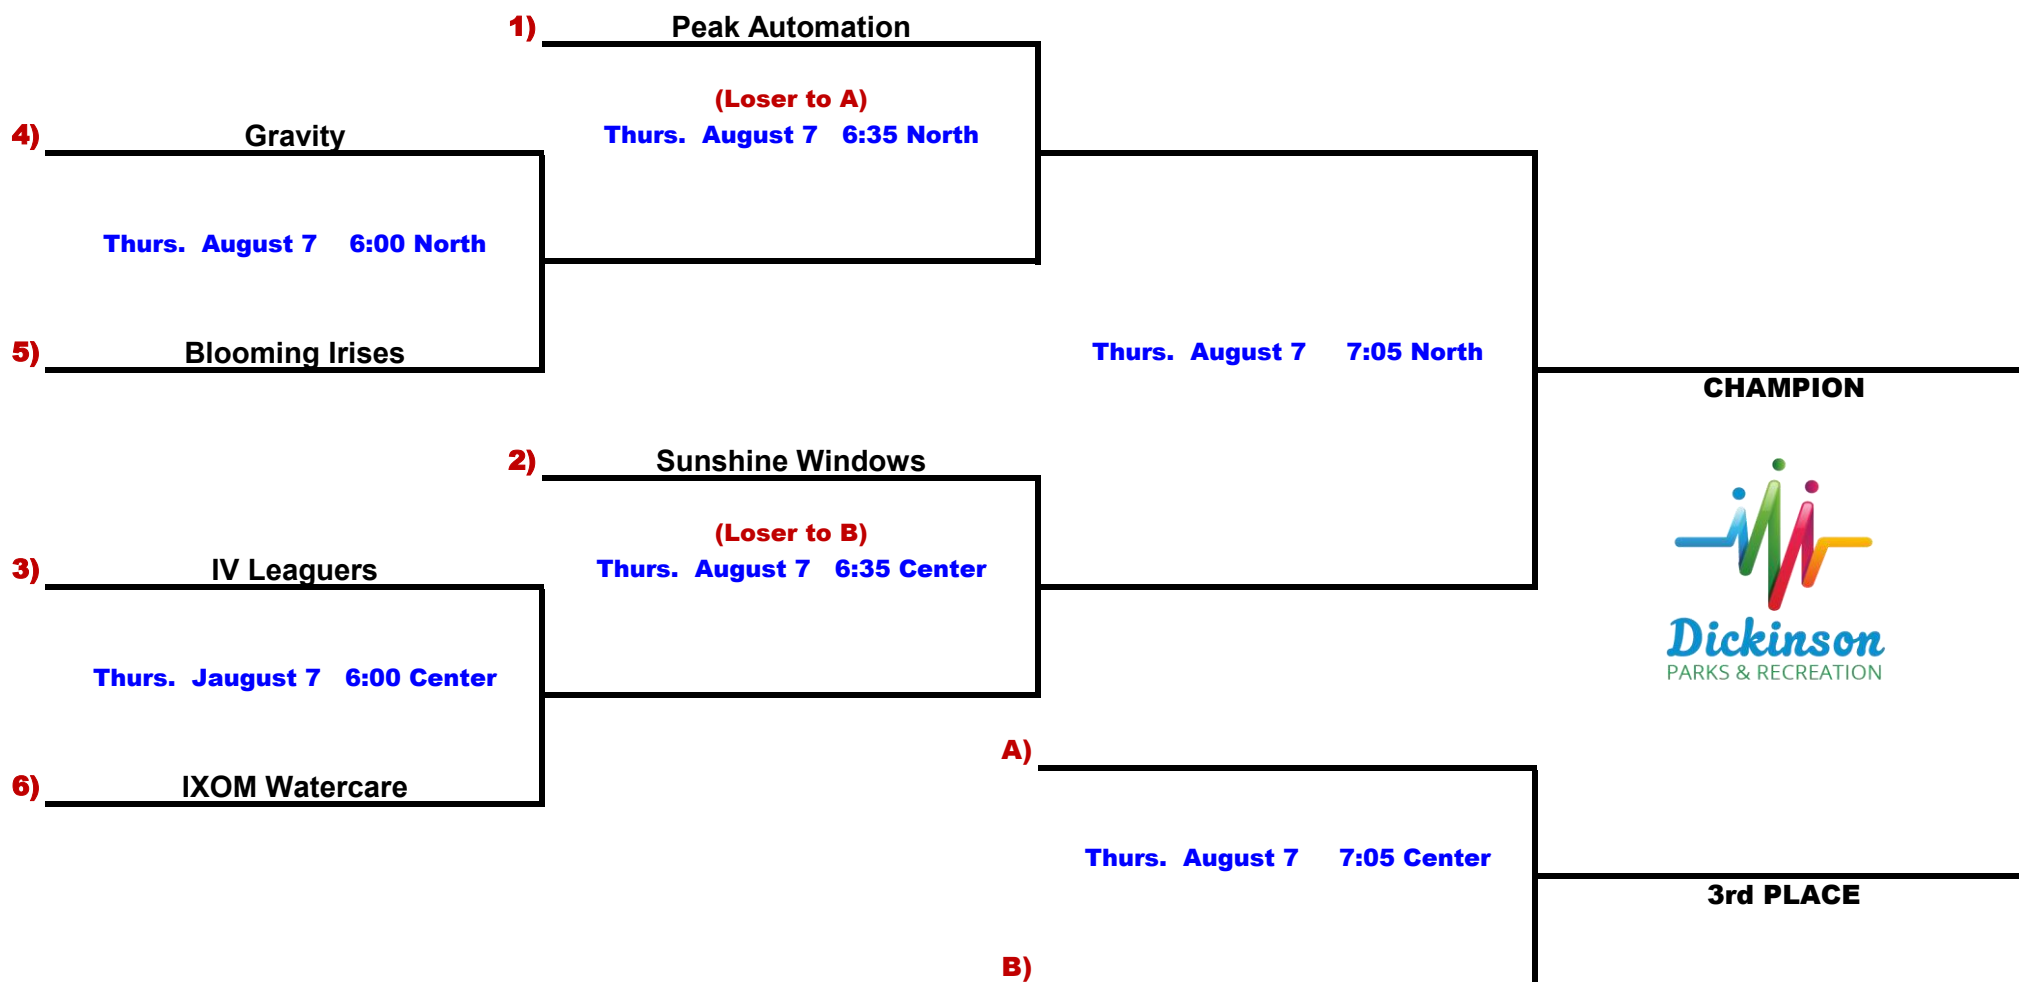 1) Peak Automation
(Loser to A)
4) Gravity
Thurs. August 7 6:35 North
Thurs. August 7 6:00 North
5) Blooming Irises
Thurs. August 7 7:05 North
CHAMPION
2) Sunshine Windows
(Loser to B)
3) IV Leaguers
Thurs. August 7 6:35 Center
Dickinson
PARKS & RECREATION
Thurs. Jaugust 7 6:00 Center
A)
6) IXOM Watercare
Thurs. August 7 7:05 Center
3rd PLACE
B)